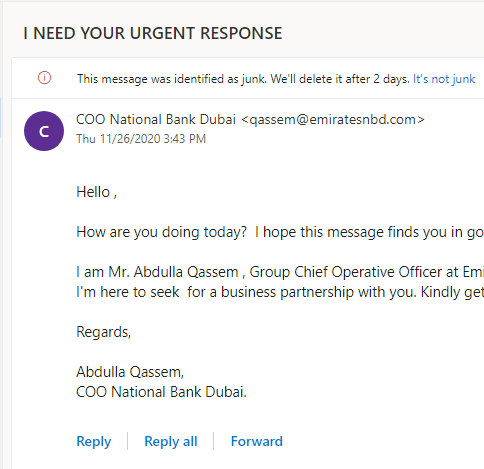 I NEED YOUR URGENT RESPONSE
This message was identified as junk. We'll delete it after 2 days. It's not junk
C
COO National Bank Dubai <qassem@emiratesnbd.com>
Thu 11/26/2020 3:43 PM
Hello ,
How are you doing today?  I hope this message finds you in go
I am Mr. Abdulla Qassem , Group Chief Operative Officer at Emi
I'm here to seek  for a business partnership with you. Kindly get
Regards,
Abdulla Qassem,
COO National Bank Dubai.
Reply Reply all Forward